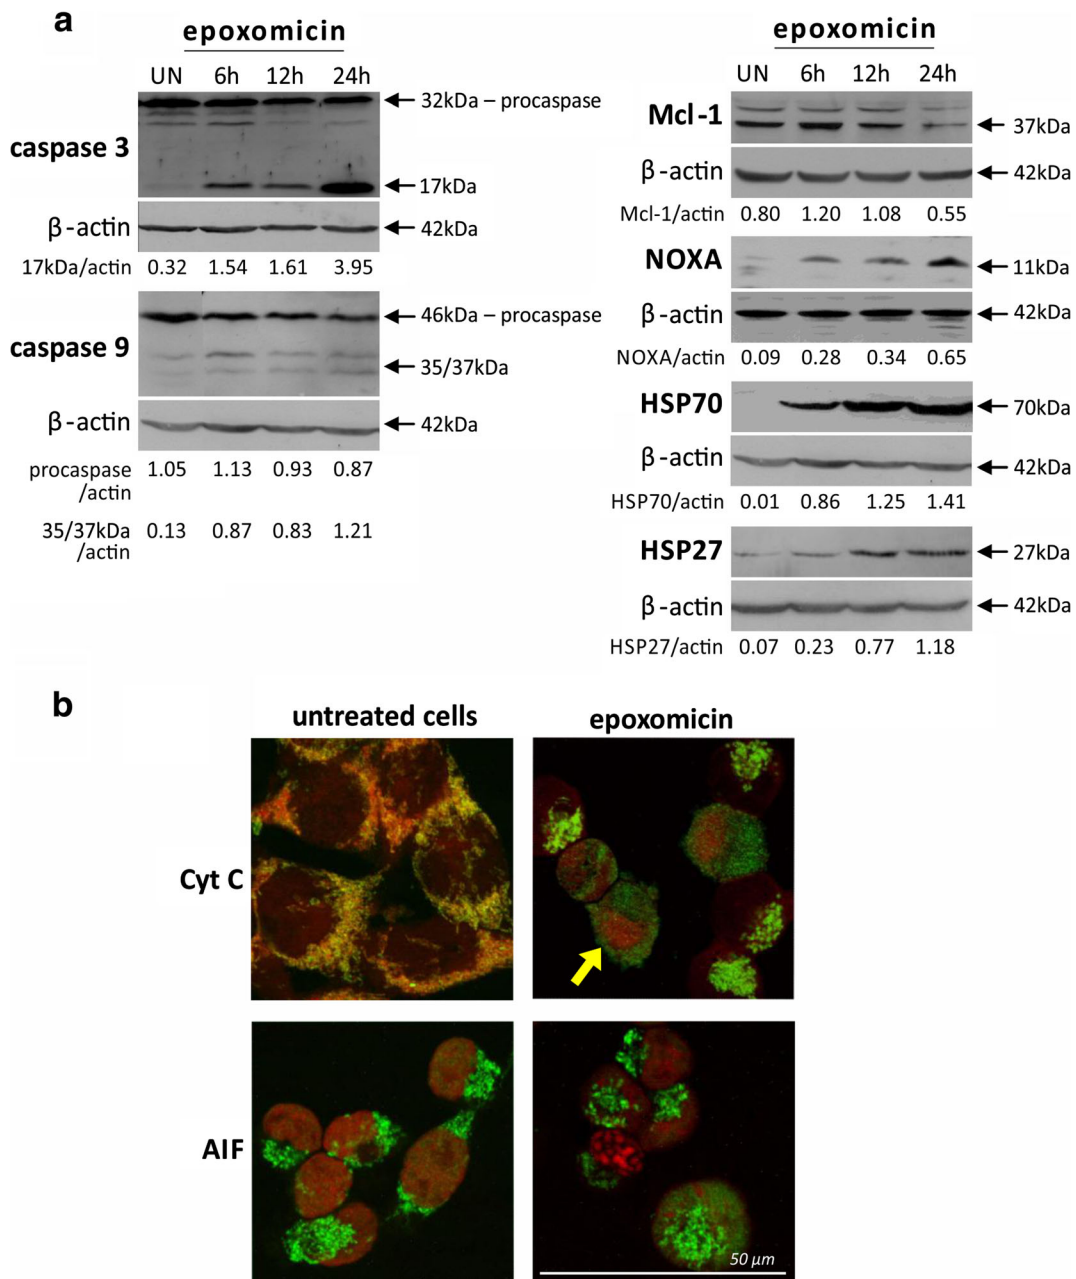 a
epoxomicin
UN 6h 12h 24h
caspase 3
32kDa – procaspase
17kDa
β-actin
42kDa
17kDa/actin 0.32 1.54 1.61 3.95
caspase 9
46kDa – procaspase
35/37kDa
β-actin
42kDa
procaspase
/actin
1.05 1.13 0.93 0.87
35/37kDa
/actin
0.13 0.87 0.83 1.21
epoxomicin
UN 6h 12h 24h
Mcl-1
37kDa
β-actin
42kDa
Mcl-1/actin 0.80 1.20 1.08 0.55
NOXA
11kDa
β-actin
42kDa
NOXA/actin 0.09 0.28 0.34 0.65
HSP70
70kDa
β-actin
42kDa
HSP70/actin 0.01 0.86 1.25 1.41
HSP27
27kDa
β-actin
42kDa
HSP27/actin 0.07 0.23 0.77 1.18
b
untreated cells epoxomicin
Cyt C
AIF
50 µm